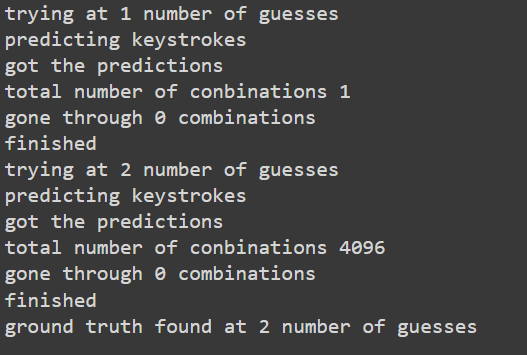 trying at 1 number of guesses
predicting keystrokes
got the predictions
total number of conbinations 1
gone through 0 combinations
finished
trying at 2 number of guesses
predicting keystrokes
got the predictions
total number of conbinations 4096
gone through 0 combinations
finished
ground truth found at 2 number of guesses